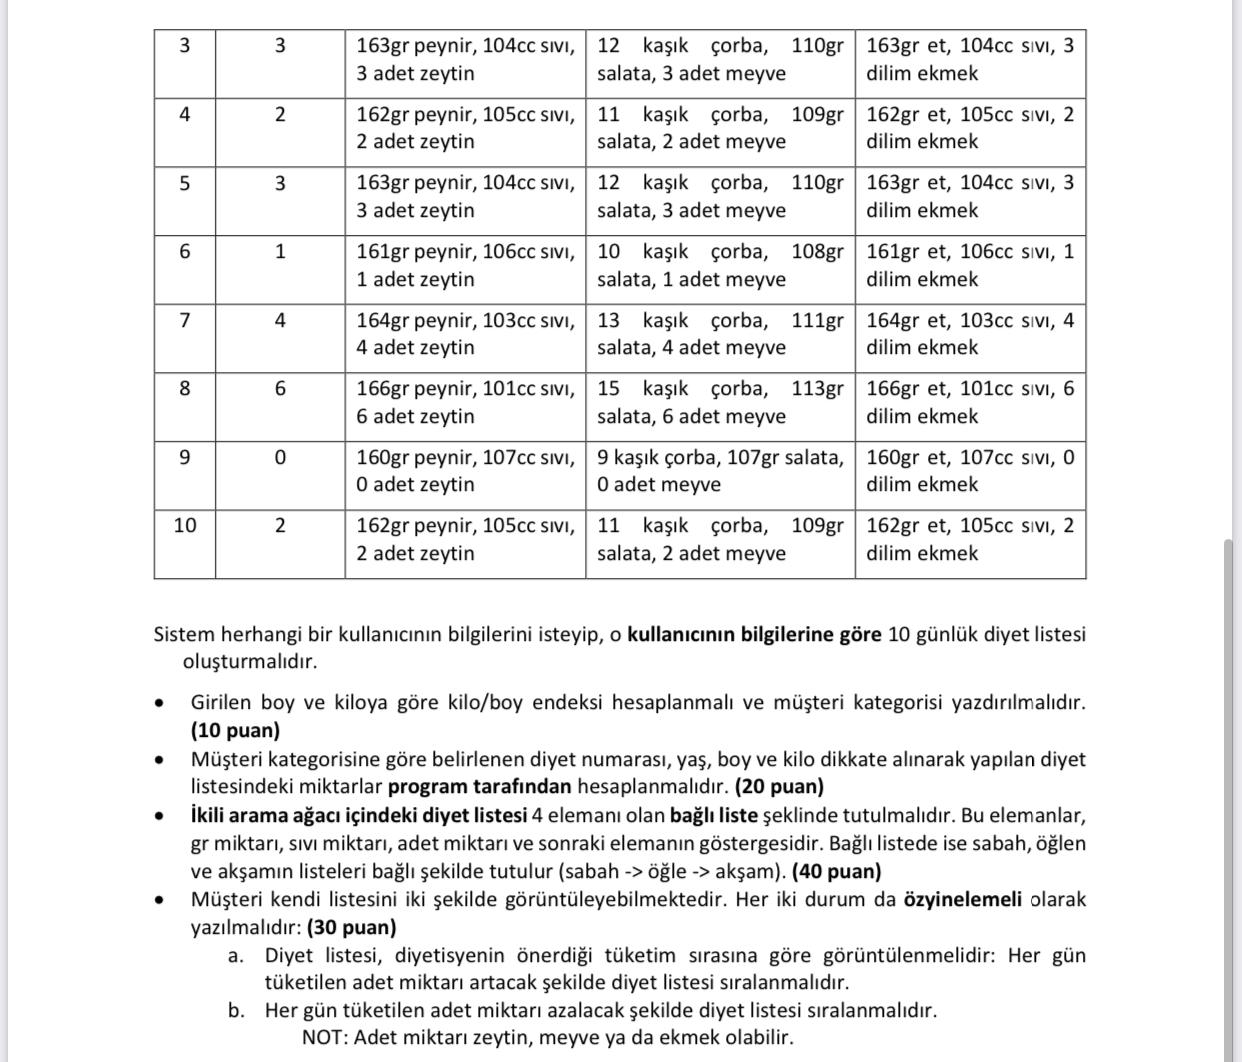 3 3 163gr peynir, 104cc sıvı, 12 kaşık çorba, 110gr 163gr et, 104cc sıvı, 3
3 adet zeytin salata, 3 adet meyve dilim ekmek
4 2 162gr peynir, 105cc sıvı, 11 kaşık çorba, 109gr 162gr et, 105cc sıvı, 2
2 adet zeytin salata, 2 adet meyve dilim ekmek
5 3 163gr peynir, 104cc sıvı, 12 kaşık çorba, 110gr 163gr et, 104cc sıvı, 3
3 adet zeytin salata, 3 adet meyve dilim ekmek
6 1 161gr peynir, 106cc sıvı, 10 kaşık çorba, 108gr 161gr et, 106cc sıvı, 1
1 adet zeytin salata, 1 adet meyve dilim ekmek
7 4 164gr peynir, 103cc sıvı, 13 kaşık çorba, 111gr 164gr et, 103cc sıvı, 4
4 adet zeytin salata, 4 adet meyve dilim ekmek
8 6 166gr peynir, 101cc sıvı, 15 kaşık çorba, 113gr 166gr et, 101cc sıvı, 6
6 adet zeytin salata, 6 adet meyve dilim ekmek
9 0 160gr peynir, 107cc sıvı, 9 kaşık çorba, 107gr salata, 160gr et, 107cc sıvı, 0
0 adet zeytin 0 adet meyve dilim ekmek
10 2 162gr peynir, 105cc sıvı, 11 kaşık çorba, 109gr 162gr et, 105cc sıvı, 2
2 adet zeytin salata, 2 adet meyve dilim ekmek
Sistem herhangi bir kullanıcının bilgilerini isteyip, o kullanıcının bilgilerine göre 10 günlük diyet listesi
oluşturmalıdır.
• Girilen boy ve kiloya göre kilo/boy endeksi hesaplanmalı ve müşteri kategorisi yazdırılmalıdır.
(10 puan)
• Müşteri kategorisine göre belirlenen diyet numarası, yaş, boy ve kilo dikkate alınarak yapılan diyet
listesindeki miktarlar program tarafından hesaplanmalıdır. (20 puan)
• İkili arama ağacı içindeki diyet listesi 4 elemanı olan bağlı liste şeklinde tutulmalıdır. Bu elemanlar,
gr miktarı, sıvı miktarı, adet miktarı ve sonraki elemanın göstergesidir. Bağlı listede ise sabah, öğlen
ve akşamın listeleri bağlı şekilde tutulur (sabah -> öğle -> akşam). (40 puan)
• Müşteri kendi listesini iki şekilde görüntüleyebilmektedir. Her iki durum da özyinelemeli olarak
yazılmalıdır: (30 puan)
a. Diyet listesi, diyetisyenin önerdiği tüketim sırasına göre görüntülenmelidir: Her gün
tüketilen adet miktarı artacak şekilde diyet listesi sıralanmalıdır.
b. Her gün tüketilen adet miktarı azalacak şekilde diyet listesi sıralanmalıdır.
NOT: Adet miktarı zeytin, meyve ya da ekmek olabilir.